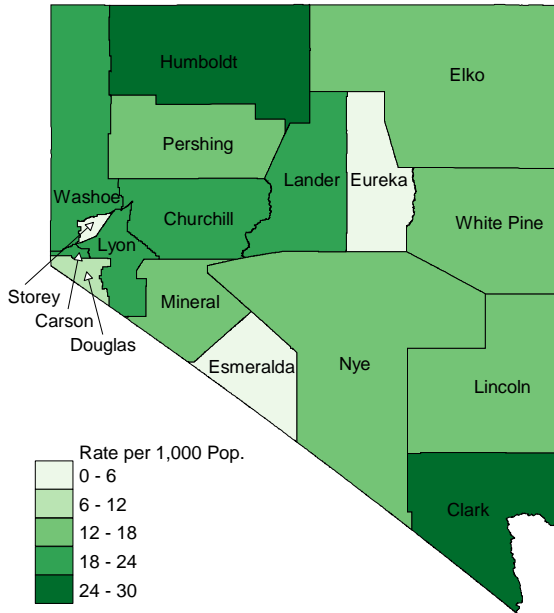 Humboldt
Elko
Pershing
Washoe
Lander
Eureka
Churchill
White Pine
Lyon
Storey
Mineral
Carson
Douglas
Esmeralda
Nye
Lincoln
Clark
Rate per 1,000 Pop.
0 - 6
6 - 12
12 - 18
18 - 24
24 - 30